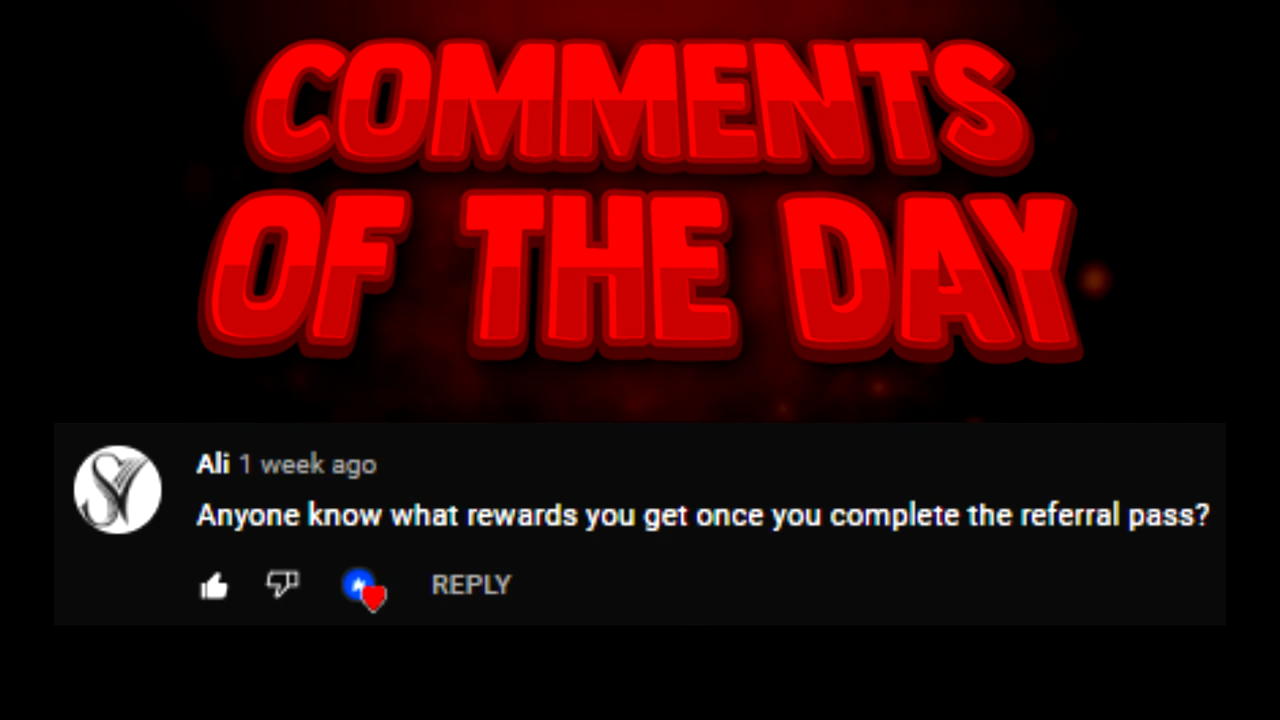 COMMENTS
OF THE DAY
Ali 1 week ago
Anyone know what rewards you get once you complete the referral pass?
REPLY